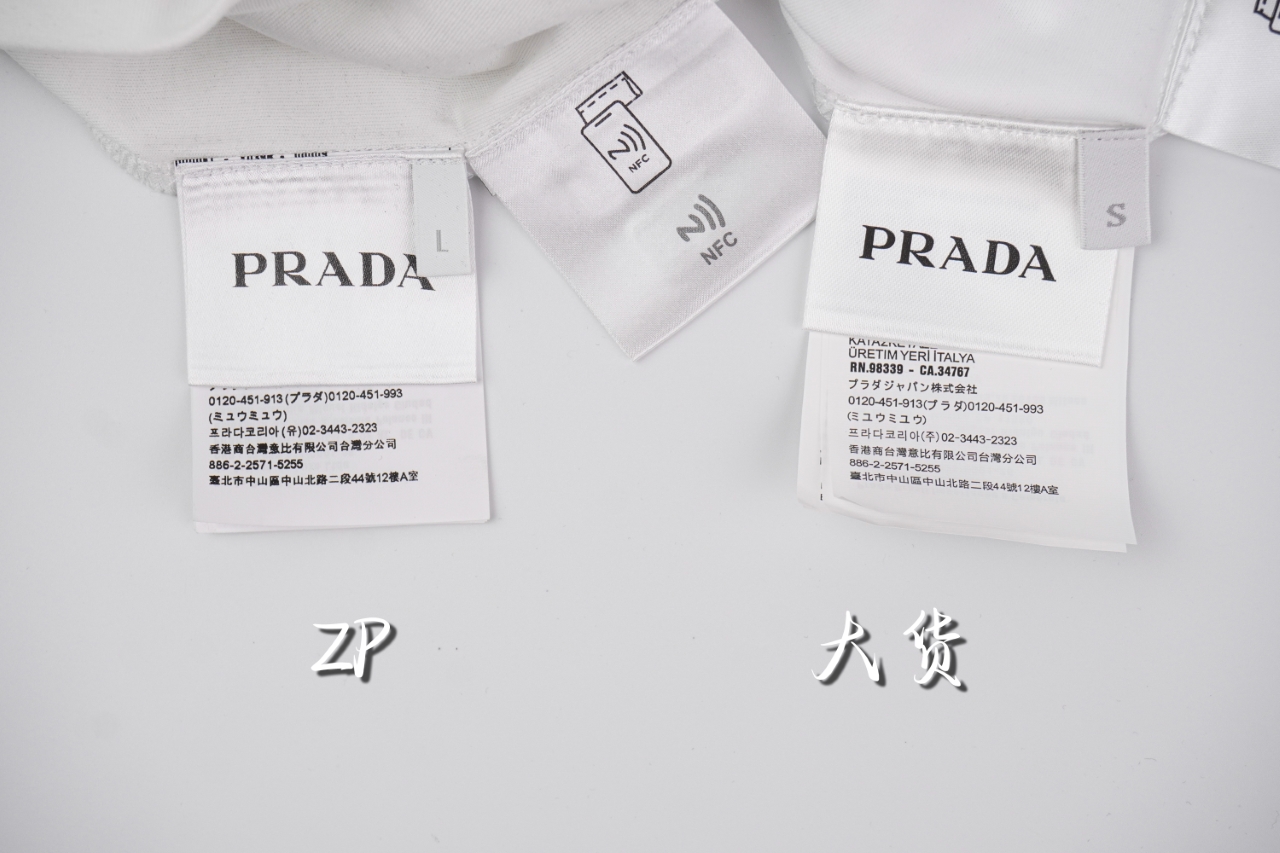 PRADA
L
0120-451-913(プラダ)0120-451-993
(ミュウミュウ)
프라다코리아(유)02-3443-2323
香港商台灣意比有限公司台灣分公司
886-2-2571-5255
臺北市中山區中山北路二段44號12樓A室
NFC
NFC
PRADA
S
ÜRETIM YERİ İTALYA
RN.98339 - CA.34767
プラダジャパン株式会社
0120-451-913(プラダ)0120-451-993
(ミュウミュウ)
프라다코리아(주)02-3443-2323
香港商台灣意比有限公司台灣分公司
886-2-2571-5255
臺北市中山區中山北路二段44號12樓A室
ZP
大货